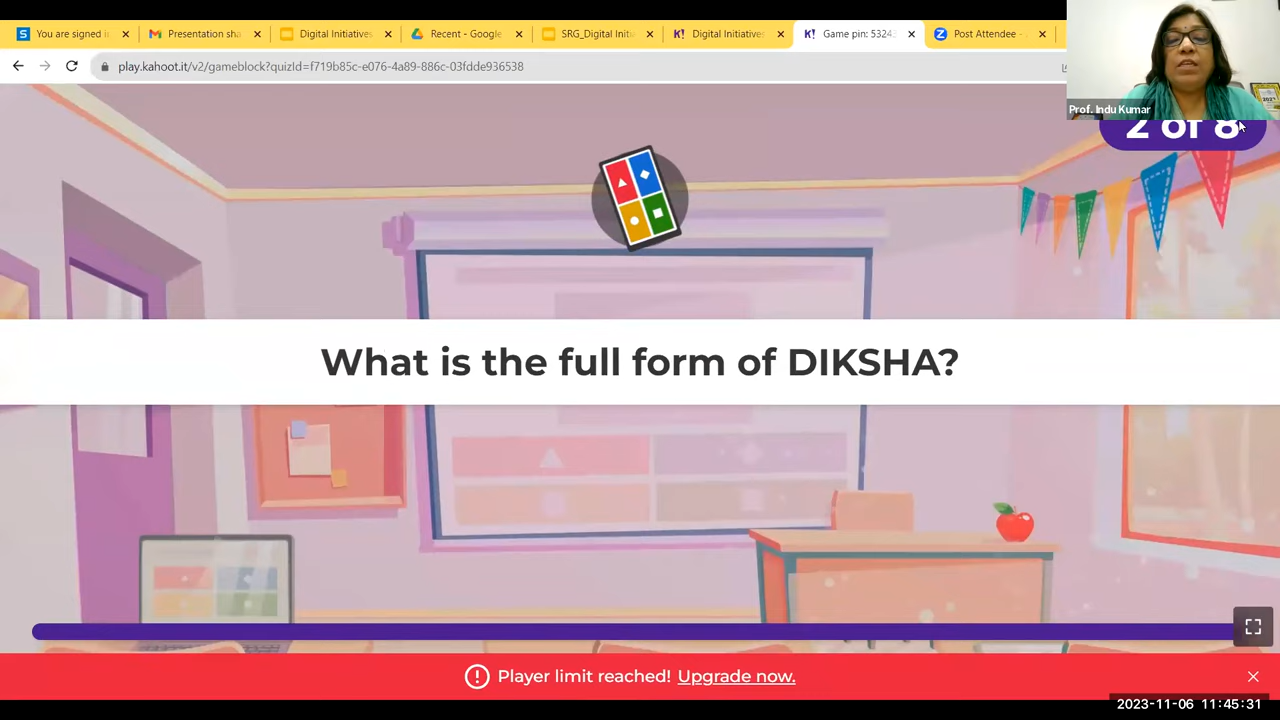 You are signed i
Presentation sha
Digital Initiatives
Recent - Google
SRG_Digital Initi
Digital Initiatives
Game pin: 5324
Post Attendee -
play.kahoot.it/v2/gameblock?quizId=f719b85c-e076-4a89-886c-03fdde936538
Prof. Indu Kumar
2 of 8
What is the full form of DIKSHA?
Player limit reached! Upgrade now.
2023-11-06 11:45:31